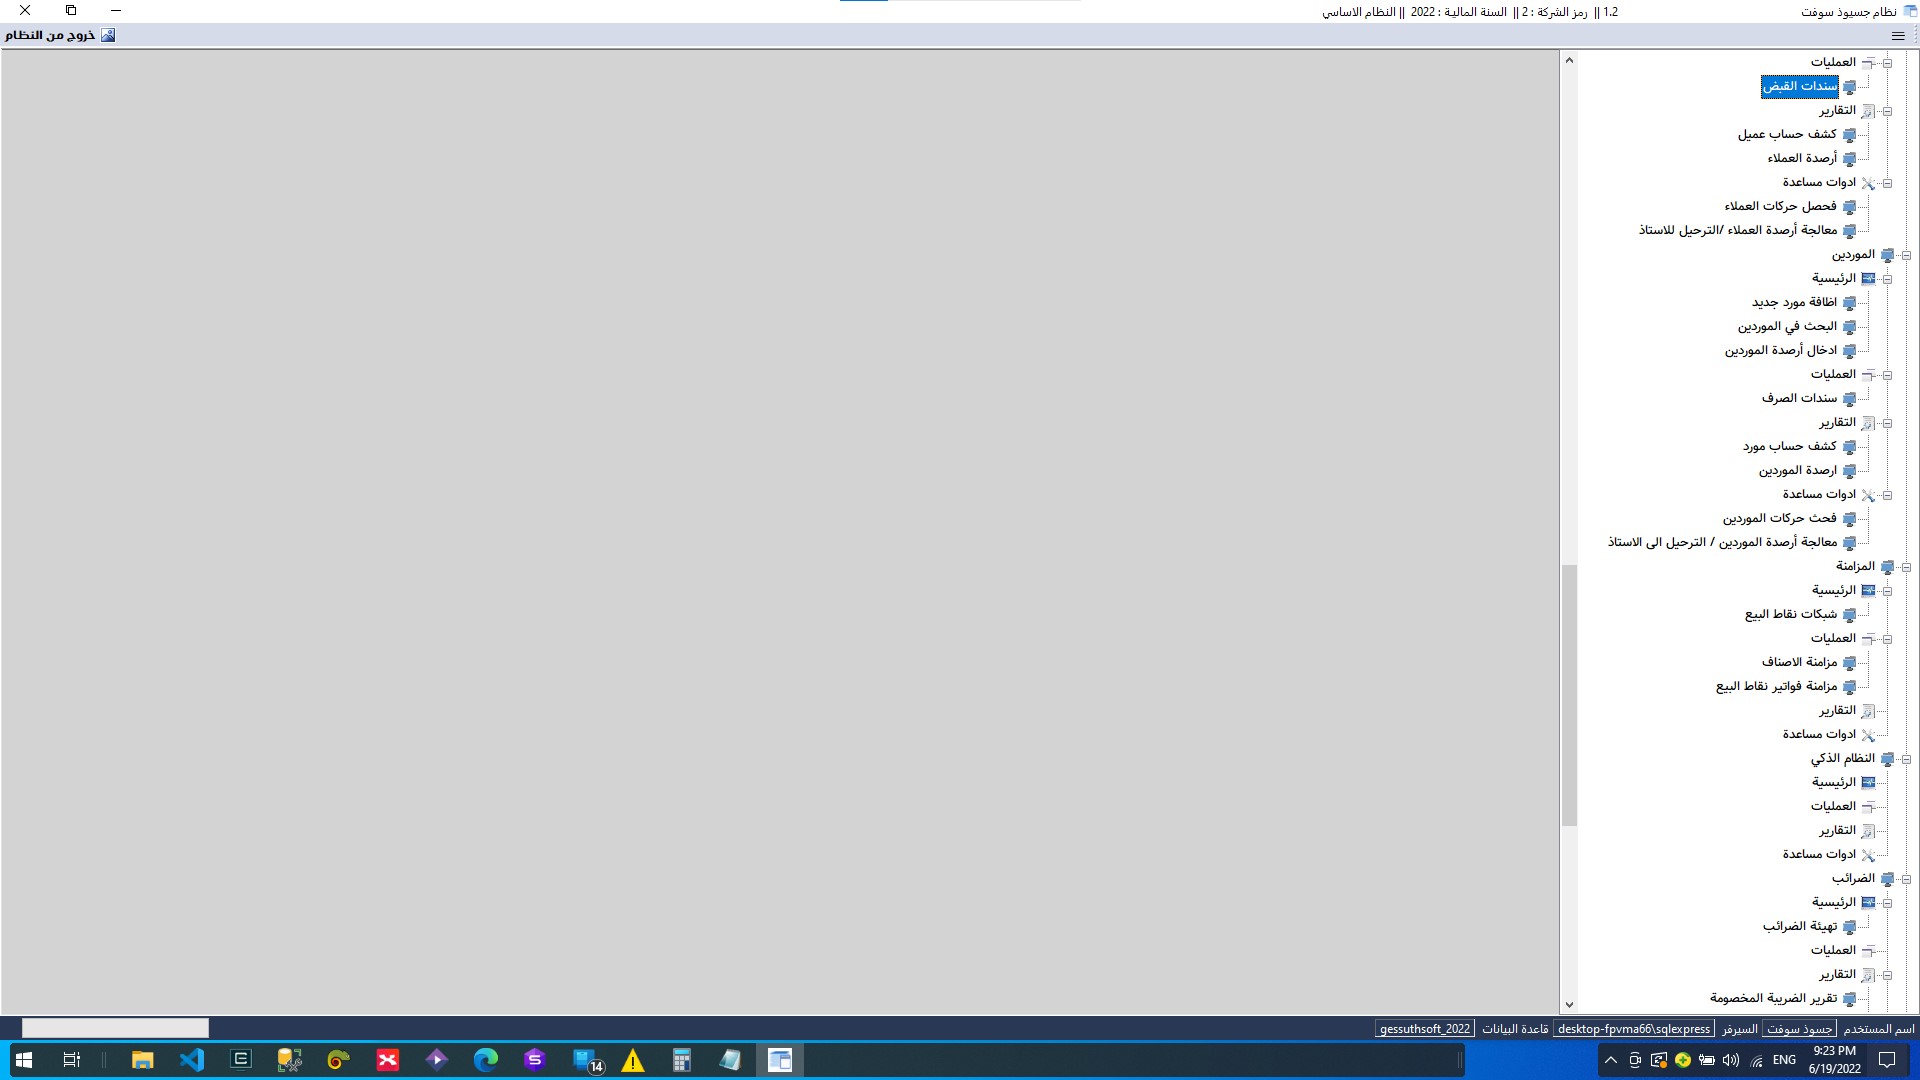 نظام جسيوذ سوفت 1.2 || رمز الشركة : 2 || السنة المالية : 2022 || النظام الاساسي
خروج من النظام
العمليات
سندات القبض
التقارير
كشف حساب عميل
أرصدة العملاء
ادوات مساعدة
فحصل حركات العملاء
معالجة أرصدة العملاء /الترحيل للاستاذ
الموردين
الرئيسية
اظافة مورد جديد
البحث في الموردين
ادخال أرصدة الموردين
العمليات
سندات الصرف
التقارير
كشف حساب مورد
ارصدة الموردين
ادوات مساعدة
فحث حركات الموردين
معالجة أرصدة الموردين / الترحيل الى الاستاذ
المزامنة
الرئيسية
شبكات نقاط البيع
العمليات
مزامنة الاصناف
مزامنة فواتير نقاط البيع
التقارير
ادوات مساعدة
النظام الذكي
الرئيسية
العمليات
التقارير
ادوات مساعدة
الضرائب
الرئيسية
تهيئة الضرائب
العمليات
التقارير
تقرير الضريبة المخصومة
اسم المستخدم جسوذ سوفت السيرفر desktop-fpvma66\sqlexpress قاعدة البيانات gessuthsoft_2022
14
ENG
9:23 PM
6/19/2022